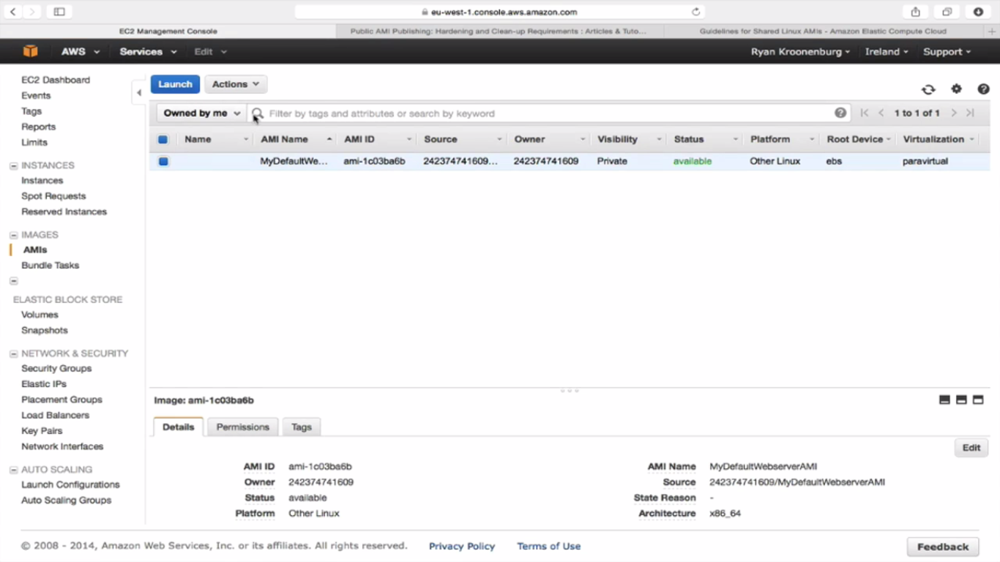 eu-west-1.console.aws.amazon.com
EC2 Management Console
Public AMI Publishing: Hardening and Clean-up Requirements : Articles & Tuto...
Guidelines for Shared Linux AMIs - Amazon Elastic Compute Cloud
AWS Services Edit Ryan Kroonenburg Ireland Support
EC2 Dashboard
Events
Tags
Reports
Limits
INSTANCES
Instances
Spot Requests
Reserved Instances
IMAGES
AMIs
Bundle Tasks
ELASTIC BLOCK STORE
Volumes
Snapshots
NETWORK & SECURITY
Security Groups
Elastic IPs
Placement Groups
Load Balancers
Key Pairs
Network Interfaces
AUTO SCALING
Launch Configurations
Auto Scaling Groups
Launch Actions
Owned by me Filter by tags and attributes or search by keyword 1 to 1 of 1
Name AMI Name AMI ID Source Owner Visibility Status Platform Root Device Virtualization
MyDefaultWe... ami-1c03ba6b 242374741609... 242374741609 Private available Other Linux ebs paravirtual
Image: ami-1c03ba6b
Details Permissions Tags
Edit
AMI ID ami-1c03ba6b AMI Name MyDefaultWebserverAMI
Owner 242374741609 Source 242374741609/MyDefaultWebserverAMI
Status available State Reason -
Platform Other Linux Architecture x86_64
© 2008 - 2014, Amazon Web Services, Inc. or its affiliates. All rights reserved. Privacy Policy Terms of Use Feedback